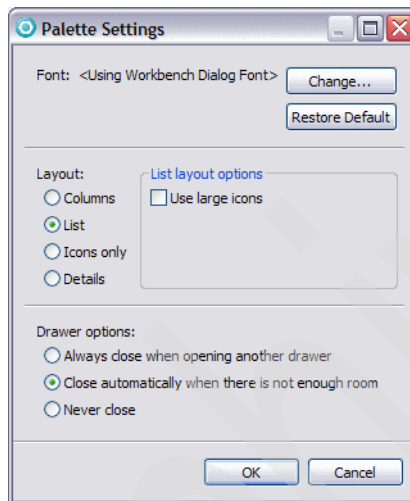 Palette Settings
Font: <Using Workbench Dialog Font>
Change...
Restore Default
Layout:
List layout options
Columns
Use large icons
List
Icons only
Details
Drawer options:
Always close when opening another drawer
Close automatically when there is not enough room
Never close
OK
Cancel